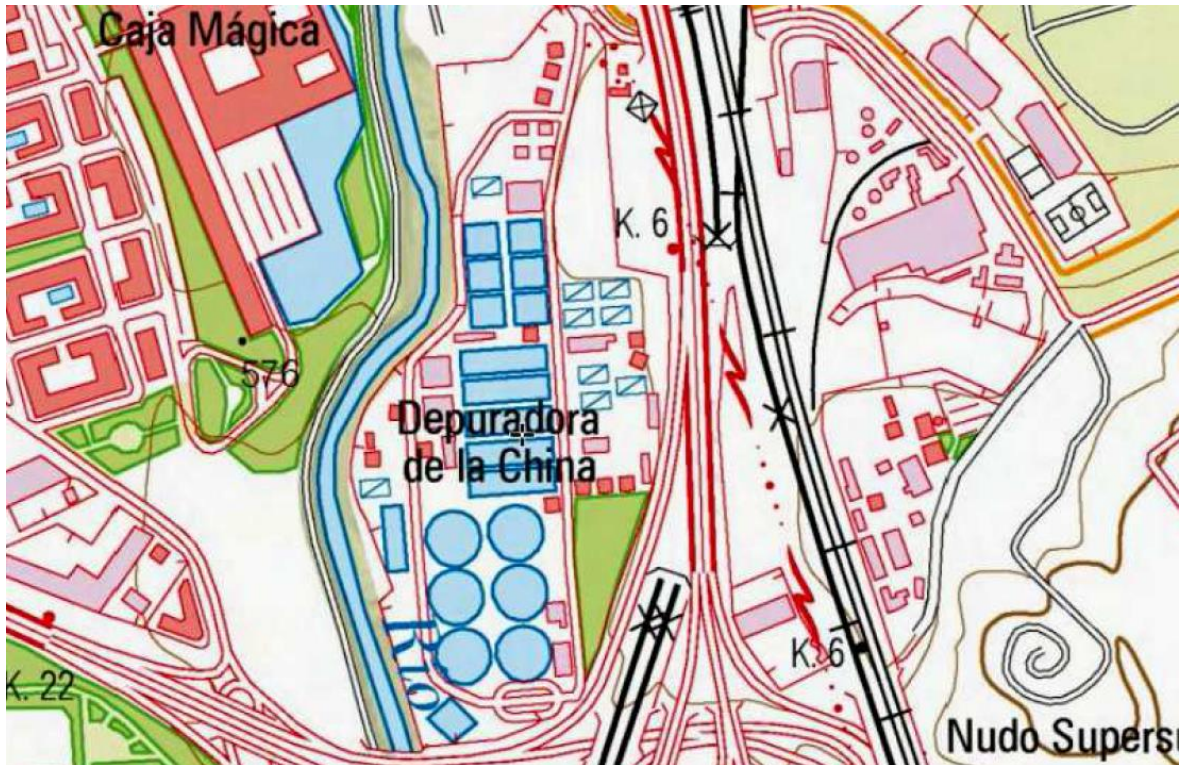 Caja Mágica
K. 6
576
Depuradora
de la China
Río
K. 6
K. 22
Nudo Supers